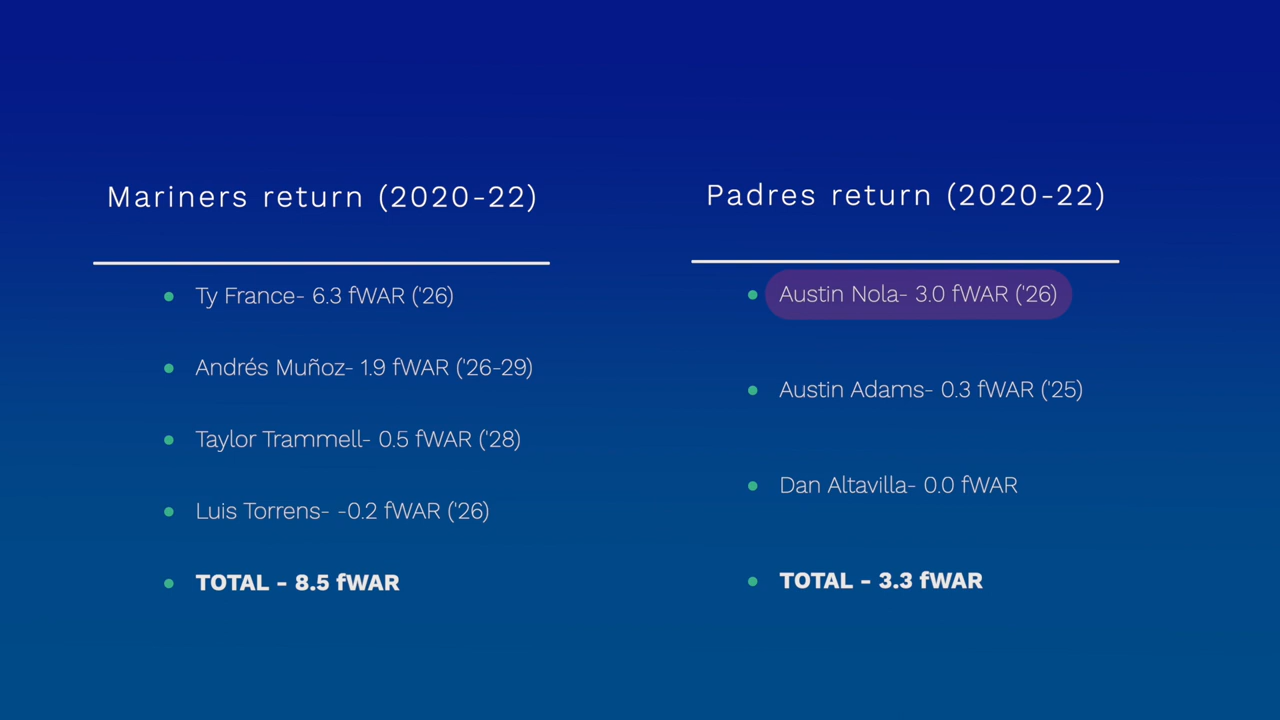 Mariners return (2020-22)
Ty France- 6.3 fWAR ('26)
Andrés Muñoz- 1.9 fWAR ('26-29)
Taylor Trammell- 0.5 fWAR ('28)
Luis Torrens- -0.2 fWAR ('26)
TOTAL - 8.5 fWAR
Padres return (2020-22)
Austin Nola- 3.0 fWAR ('26)
Austin Adams- 0.3 fWAR ('25)
Dan Altavilla- 0.0 fWAR
TOTAL - 3.3 fWAR